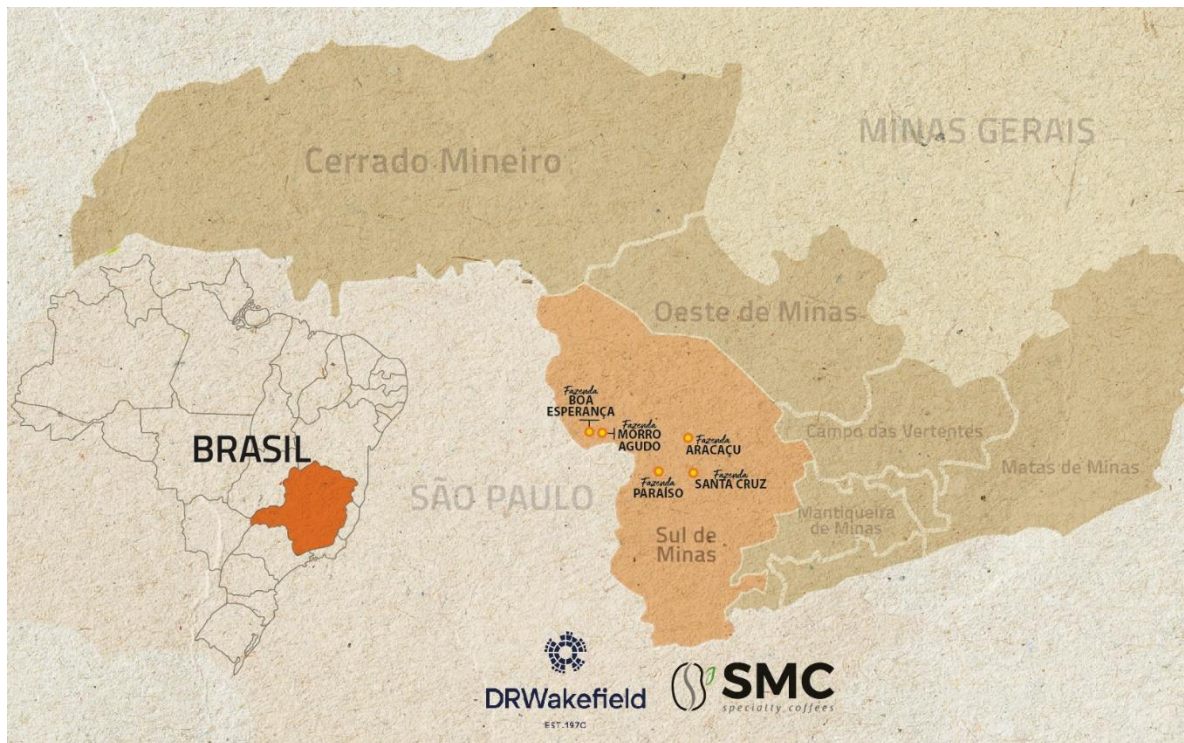 Cerrado Mineiro
MINAS GERAIS
Oeste de Minas
Fazenda
BOA
ESPERANÇA
Fazenda
MORRO
AGUDO
Fazenda
ARACAÇU
Fazenda
PARAÍSO
Fazenda
SANTA CRUZ
Campo das Vertentes
Matas de Minas
Mantiqueira
de Minas
Sul de
Minas
BRASIL
SÃO PAULO
DRWakefield
EST.1970
SMC
specialty coffees